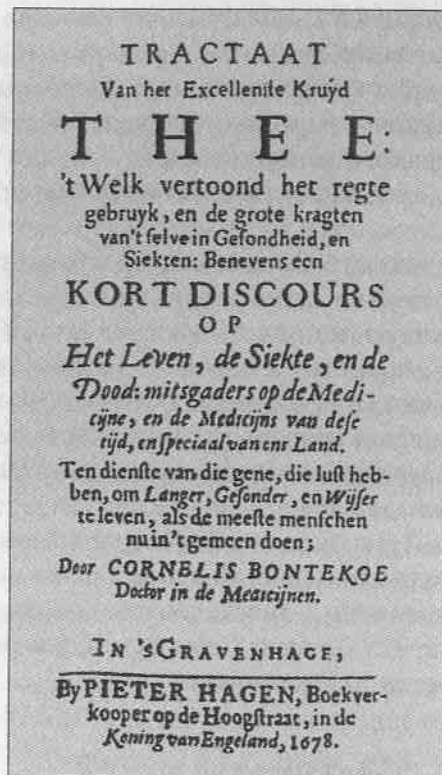 TRACTAAT
Van het Excellenste Kruyd
THEE:
't Welk vertoond het regte
gebruyk, en de grote kragten
van't selve in Gesondheid, en
Siekten: Benevens een
KORT DISCOURS
OP
Het Leven, de Siekte, en de
Dood: mitsgaders op de Medi-
cijne, en de Medicijns van dese
tijd, en speciaal van ens Land.
Ten dienste van die gene, die lust heb-
ben, om Langer, Gesonder, en Wijser
te leven, als de meeste menschen
nu in't gemeen doen;
Door CORNELIS BONTEKOE
Doctor in de Medicijnen.
IN 'SGRAVENHAGE,
By PIETER HAGEN, Boekver-
kooper op de Hoogstraat, in de
Koning van Engeland, 1678.